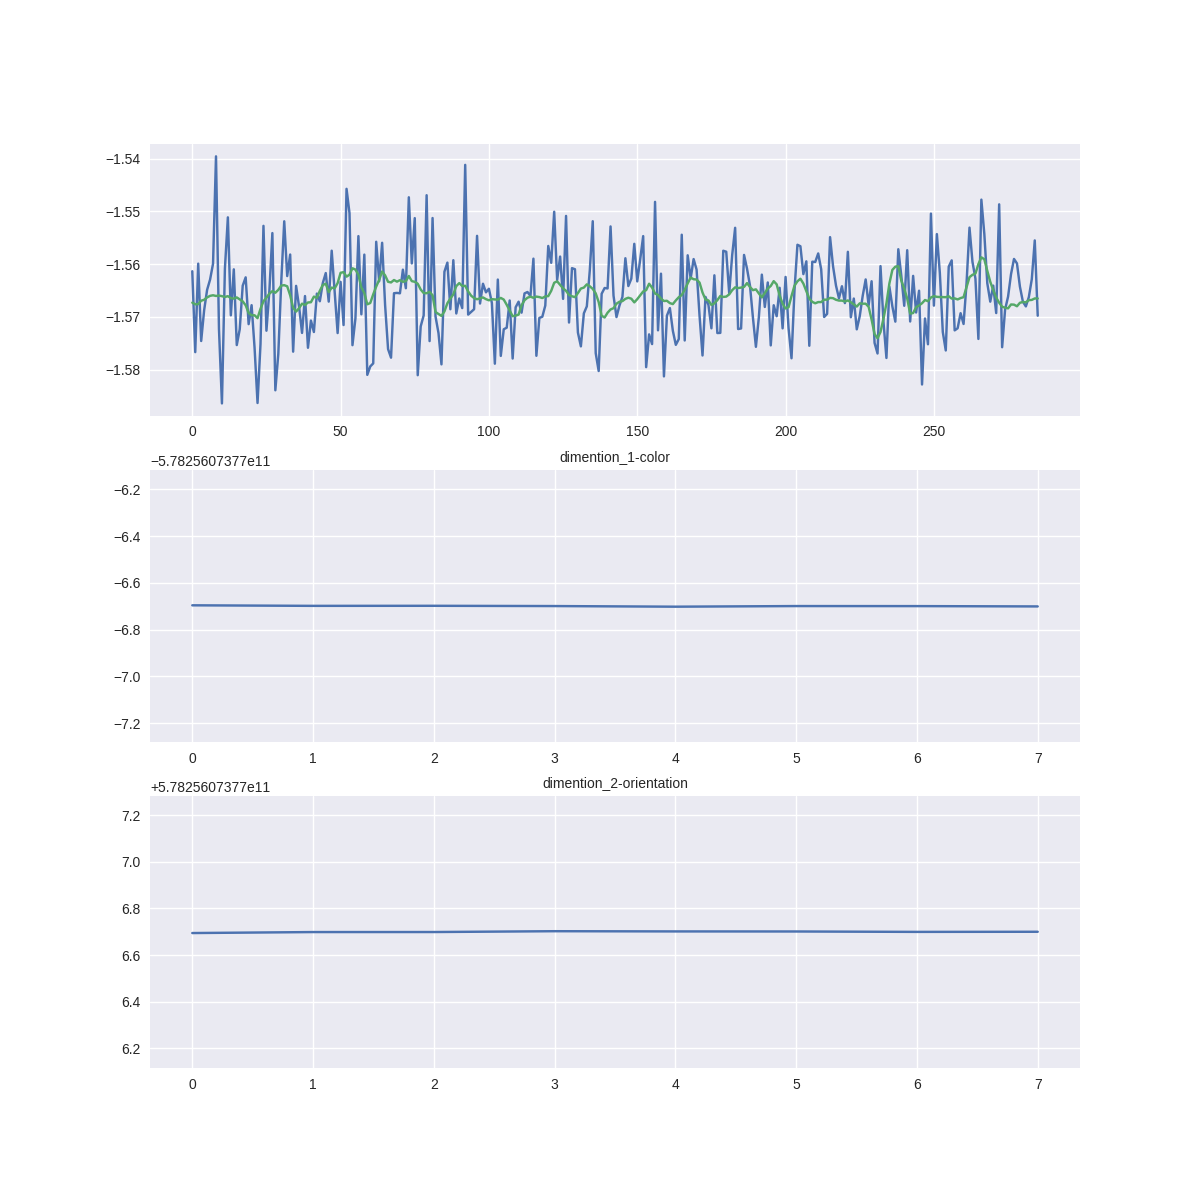 −1.54
−1.55
−1.56
−1.57
−1.58
0 50 100 150 200 250
−5.7825607377e11
dimention_1-color
−6.2
−6.4
−6.6
−6.8
−7.0
−7.2
0 1 2 3 4 5 6 7
+5.7825607377e11
dimention_2-orientation
7.2
7.0
6.8
6.6
6.4
6.2
0 1 2 3 4 5 6 7